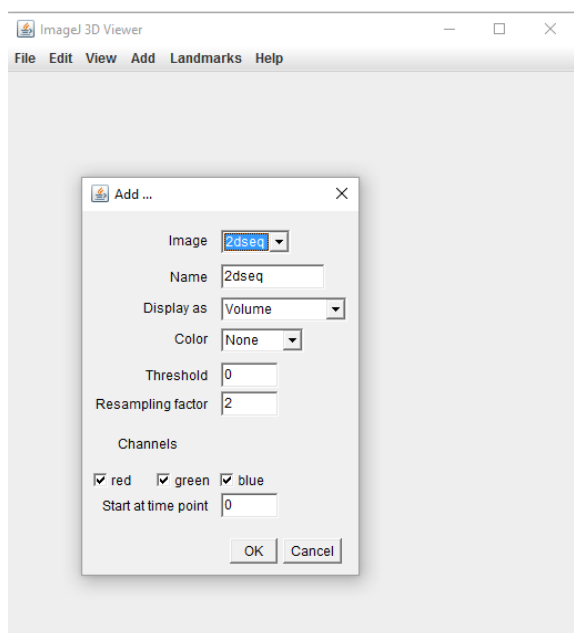 ImageJ 3D Viewer
File Edit View Add Landmarks Help
Add ...
Image 2dseq
Name 2dseq
Display as Volume
Color None
Threshold 0
Resampling factor 2
Channels
red green blue
Start at time point 0
OK Cancel